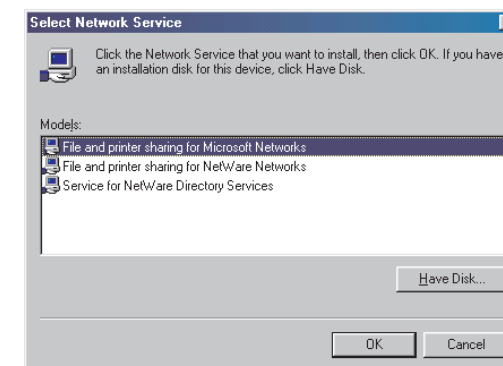 Select Network Service
Click the Network Service that you want to install, then click OK. If you have
an installation disk for this device, click Have Disk.
Models:
File and printer sharing for Microsoft Networks
File and printer sharing for NetWare Networks
Service for NetWare Directory Services
Have Disk...
OK
Cancel